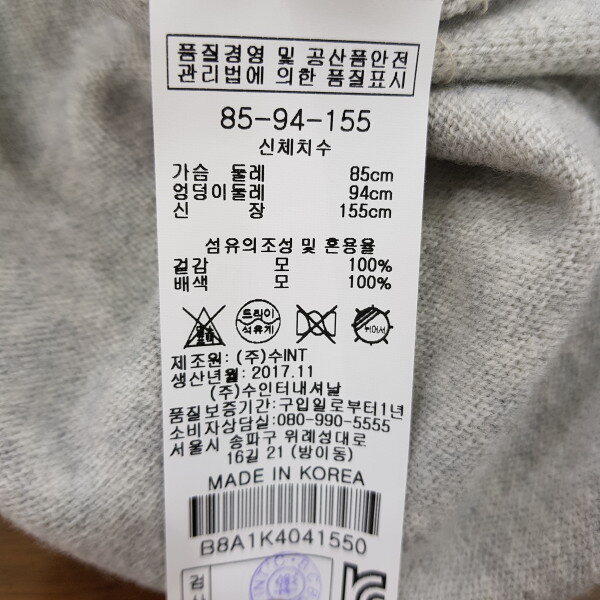 품질경영 및 공산품안전
관리법에 의한 품질표시
85-94-155
신체치수
가슴 둘레 85cm
엉덩이둘레 94cm
신 장 155cm
섬유의조성 및 혼용율
겉감 모 100%
배색 모 100%
드라이
석유계
뉘어서
제조원: (주)수INT
생산년월: 2017.11
(주)수인터내셔날
품질보증기간:구입일로부터1년
소비자상담실:080-990-5555
서울시 송파구 위례성대로
16길 21 (방이동)
MADE IN KOREA
B8A1K4041550
검